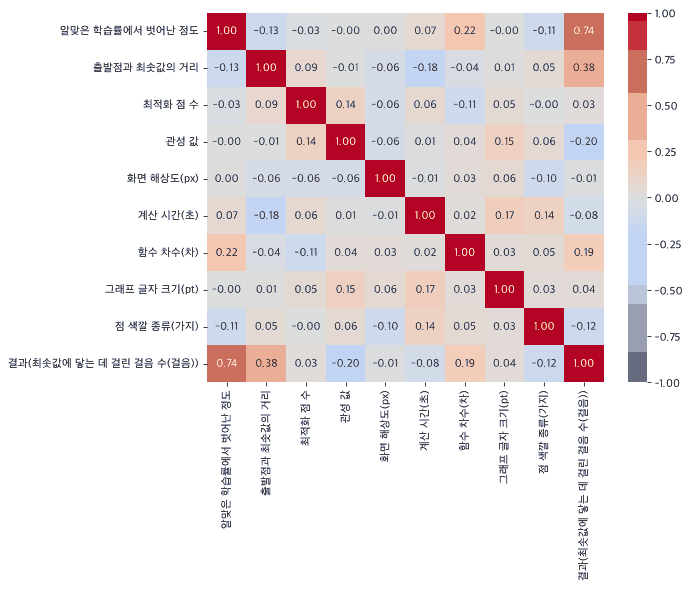 알맞은 학습률에서 벗어난 정도 1.00 -0.13 -0.03 -0.00 0.00 0.07 0.22 -0.00 -0.11 0.74
출발점과 최솟값의 거리 -0.13 1.00 0.09 -0.01 -0.06 -0.18 -0.04 0.01 0.05 0.38
최적화 점 수 -0.03 0.09 1.00 0.14 -0.06 0.06 -0.11 0.05 -0.00 0.03
관성 값 -0.00 -0.01 0.14 1.00 -0.06 0.01 0.04 0.15 0.06 -0.20
화면 해상도(px) 0.00 -0.06 -0.06 -0.06 1.00 -0.01 0.03 0.06 -0.10 -0.01
계산 시간(초) 0.07 -0.18 0.06 0.01 -0.01 1.00 0.02 0.17 0.14 -0.08
함수 차수(차) 0.22 -0.04 -0.11 0.04 0.03 0.02 1.00 0.03 0.05 0.19
그래프 글자 크기(pt) -0.00 0.01 0.05 0.15 0.06 0.17 0.03 1.00 0.03 0.04
점 색깔 종류(가지) -0.11 0.05 -0.00 0.06 -0.10 0.14 0.05 0.03 1.00 -0.12
결과(최솟값에 닿는 데 걸린 걸음 수(걸음)) 0.74 0.38 0.03 -0.20 -0.01 -0.08 0.19 0.04 -0.12 1.00
알맞은 학습률에서 벗어난 정도
출발점과 최솟값의 거리
최적화 점 수
관성 값
화면 해상도(px)
계산 시간(초)
함수 차수(차)
그래프 글자 크기(pt)
점 색깔 종류(가지)
결과(최솟값에 닿는 데 걸린 걸음 수(걸음))
1.00
0.75
0.50
0.25
0.00
-0.25
-0.50
-0.75
-1.00